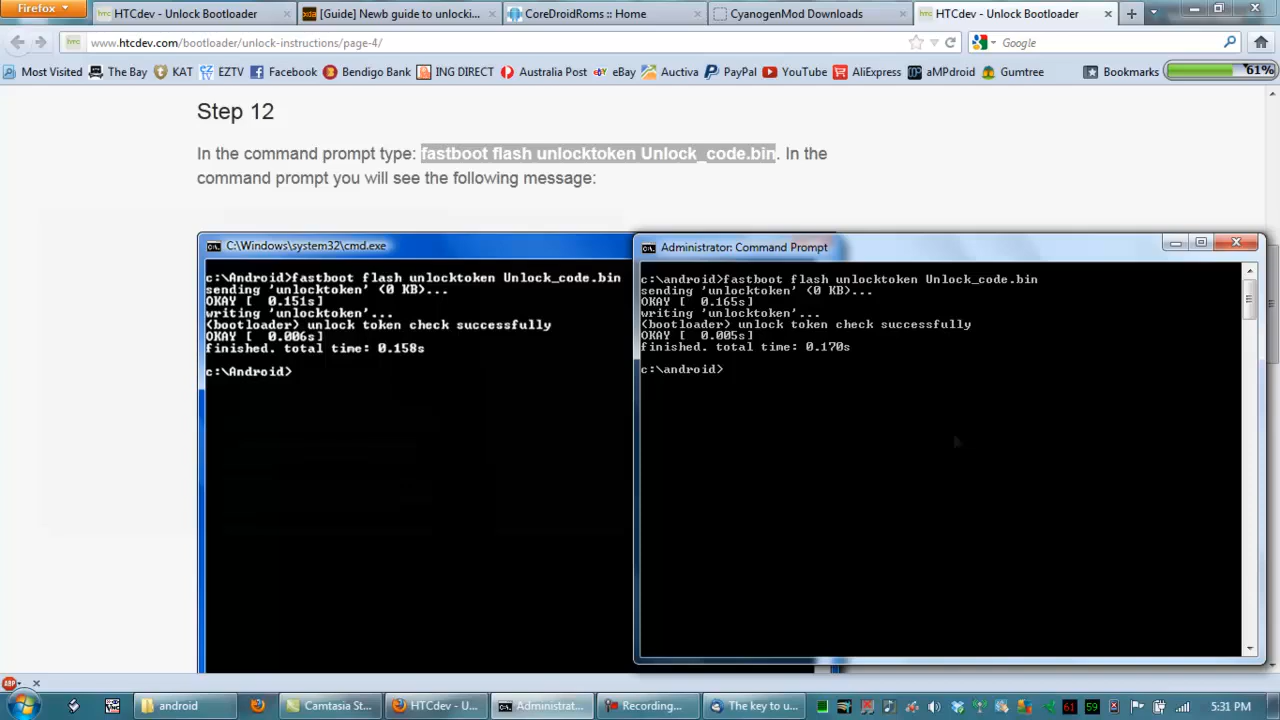 Firefox
HTCdev - Unlock Bootloader
[Guide] Newb guide to unlocki...
CoreDroidRoms :: Home
CyanogenMod Downloads
HTCdev - Unlock Bootloader
www.htcdev.com/bootloader/unlock-instructions/page-4/
Google
Most Visited
The Bay
KAT
EZTV
Facebook
Bendigo Bank
ING DIRECT
Australia Post
eBay
Auctiva
PayPal
YouTube
AliExpress
aMPdroid
Gumtree
Bookmarks
61%
Step 12
In the command prompt type: fastboot flash unlocktoken Unlock_code.bin. In the
command prompt you will see the following message:
C:\Windows\system32\cmd.exe
c:\Android>fastboot flash unlocktoken Unlock_code.bin
sending 'unlocktoken' (0 KB)...
OKAY [  0.151s]
writing 'unlocktoken'...
(bootloader) unlock token check successfully
OKAY [  0.006s]
finished. total time: 0.158s
c:\Android>
Administrator: Command Prompt
c:\android>fastboot flash unlocktoken Unlock_code.bin
sending 'unlocktoken' (0 KB)...
OKAY [  0.165s]
writing 'unlocktoken'...
(bootloader) unlock token check successfully
OKAY [  0.005s]
finished. total time: 0.170s
c:\android>
ABP
android
Camtasia St...
HTCdev - U...
Administrat...
Recording...
The key to u...
61
59
5:31 PM